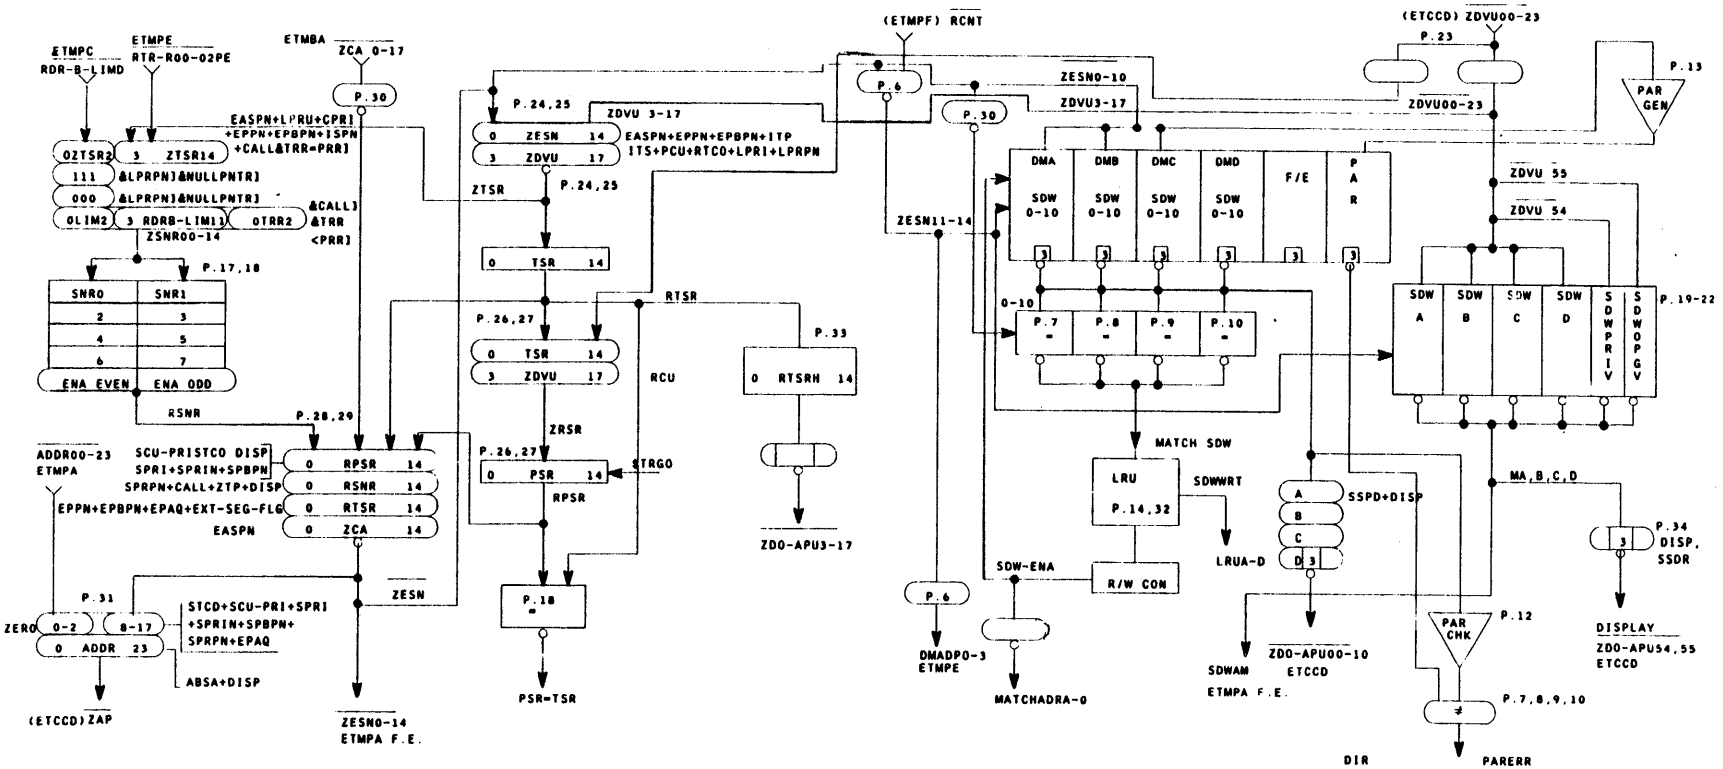 (ETMPF) RCNT
(ETCCD) ZDVU00-23
ETMPC
RDR-B-LIMD
ETMPE
RTR-R00-02PE
ETMBA
ZCA 0-17
P.30
P.23
P.13
PAR
GEN
P.6
ZESN0-10
P.30
ZDVU3-17
ZDVU00-23
P.24,25
ZDVU 3-17
EASPN+LPRU+CPRI
+EPPN+EPBPN+ISPN
+CALL&TRR=PRR]
0 ZESN 14
3 ZDVU 17
EASPN+EPPN+EPBPN+ITP
ITS+PCU+RTCO+LPRI+LPRPN
P.24,25
0ZTSR2
3 ZTSR14
111
&LPRPN]&NULLPNTR]
000
&LPRPN]&NULLPNTR]
0LIM2
3 RDRB-LIM11
0TRR2
&CALL]
&TRR
<PRR]
ZTSR
ZSNR00-14
P.17,18
SNR0 SNR1
2 3
4 5
6 7
ENA EVEN ENA ODD
RSNR
0 TSR 14
RTSR
P.26,27
0 TSR 14
3 ZDVU 17
RCU
P.33
0 RTSRH 14
ZDO-APU3-17
ZRSR
P.26,27
0 PSR 14
$TRGO
RPSR
P.18
=
PSR=TSR
P.28,29
SCU-PRISTCO DISP
SPRI+SPRIN+SPBPN
SPRPN+CALL+ZTP+DISP
EPPN+EPBPN+EPAQ+EXT-SEG-FLG
EASPN
0 RPSR 14
0 RSNR 14
0 RTSR 14
0 ZCA 14
ADDR00-23
ETMPA
ZESN
P.31
ZERO
0-2
8-17
0 ADDR 23
STCD+SCU-PRI+SPRI
+SPRIN+SPBPN+
SPRPN+EPAQ
ABSA+DISP
(ETCCD) ZAP
ZESN0-14
ETMPA F.E.
DMA DMB DMC DMD
SDW SDW SDW SDW
0-10 0-10 0-10 0-10
F/E
PAR
3 3 3 3 3 3
ZESN11-14
0-10
P.7 P.8 P.9 P.10
= = = =
MATCH SDW
LRU
P.14,32
SDWWRT
LRUA-D
R/W CON
SDW-ENA
P.6
DMADP0-3
ETMPE
MATCHADRA-0
ZDVU 55
ZDVU 54
SDW SDW SDW SDW
A B C D
SDWPRIV
SDWOPGV
P.19-22
MA,B,C,D
A
B
C
D 3
SSPD+DISP
ZDO-APU00-10
ETCCD
SDWAM
ETMPA F.E.
P.34
DISP,
SSDR
3
DISPLAY
ZDO-APU54,55
ETCCD
PAR
CHK
P.12
≠
P.7,8,9,10
DIR
PARERR